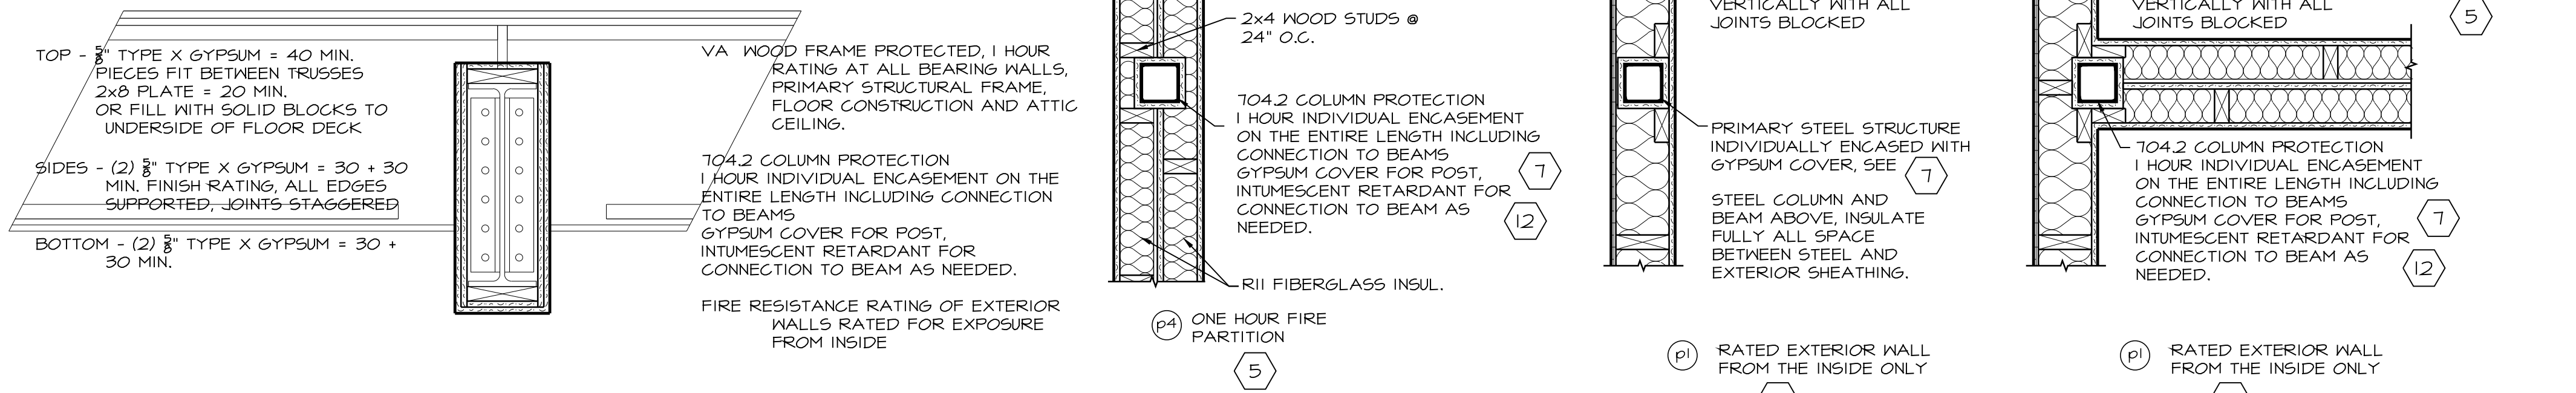 TOP - 5/8" TYPE X GYPSUM = 40 MIN.
PIECES FIT BETWEEN TRUSSES
2x8 PLATE = 20 MIN.
OR FILL WITH SOLID BLOCKS TO
UNDERSIDE OF FLOOR DECK
SIDES - (2) 5/8" TYPE X GYPSUM = 30 + 30
MIN. FINISH RATING, ALL EDGES
SUPPORTED, JOINTS STAGGERED
BOTTOM - (2) 5/8" TYPE X GYPSUM = 30 +
30 MIN.
VA WOOD FRAME PROTECTED, 1 HOUR
RATING AT ALL BEARING WALLS,
PRIMARY STRUCTURAL FRAME,
FLOOR CONSTRUCTION AND ATTIC
CEILING.
704.2 COLUMN PROTECTION
1 HOUR INDIVIDUAL ENCASEMENT ON THE
ENTIRE LENGTH INCLUDING CONNECTION
TO BEAMS
GYPSUM COVER FOR POST,
INTUMESCENT RETARDANT FOR
CONNECTION TO BEAM AS NEEDED.
FIRE RESISTANCE RATING OF EXTERIOR
WALLS RATED FOR EXPOSURE
FROM INSIDE
2x4 WOOD STUDS @
24" O.C.
704.2 COLUMN PROTECTION
1 HOUR INDIVIDUAL ENCASEMENT
ON THE ENTIRE LENGTH INCLUDING
CONNECTION TO BEAMS
GYPSUM COVER FOR POST,
INTUMESCENT RETARDANT FOR
CONNECTION TO BEAM AS
NEEDED.
7
12
R11 FIBERGLASS INSUL.
p4 ONE HOUR FIRE
PARTITION
5
VERTICALLY WITH ALL
JOINTS BLOCKED
PRIMARY STEEL STRUCTURE
INDIVIDUALLY ENCASED WITH
GYPSUM COVER, SEE 7
STEEL COLUMN AND
BEAM ABOVE, INSULATE
FULLY ALL SPACE
BETWEEN STEEL AND
EXTERIOR SHEATHING.
p1 RATED EXTERIOR WALL
FROM THE INSIDE ONLY
VERTICALLY WITH ALL
JOINTS BLOCKED
5
704.2 COLUMN PROTECTION
1 HOUR INDIVIDUAL ENCASEMENT
ON THE ENTIRE LENGTH INCLUDING
CONNECTION TO BEAMS
GYPSUM COVER FOR POST,
INTUMESCENT RETARDANT FOR
CONNECTION TO BEAM AS
NEEDED.
7
12
p1 RATED EXTERIOR WALL
FROM THE INSIDE ONLY